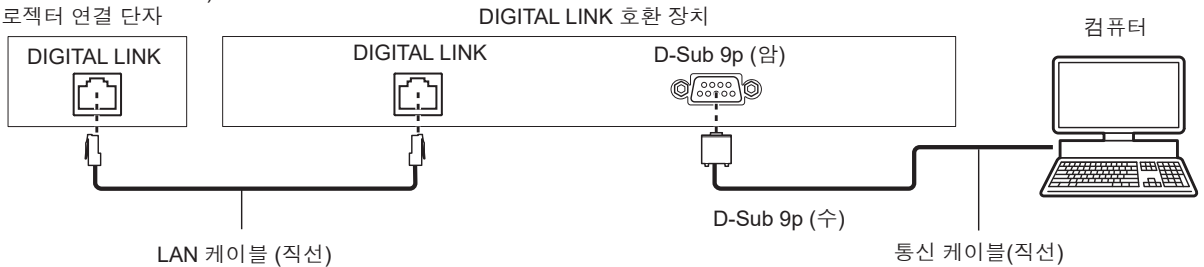 로젝터 연결 단자
DIGITAL LINK 호환 장치
컴퓨터
DIGITAL LINK
DIGITAL LINK
D-Sub 9p (암)
D-Sub 9p (수)
LAN 케이블 (직선)
통신 케이블(직선)